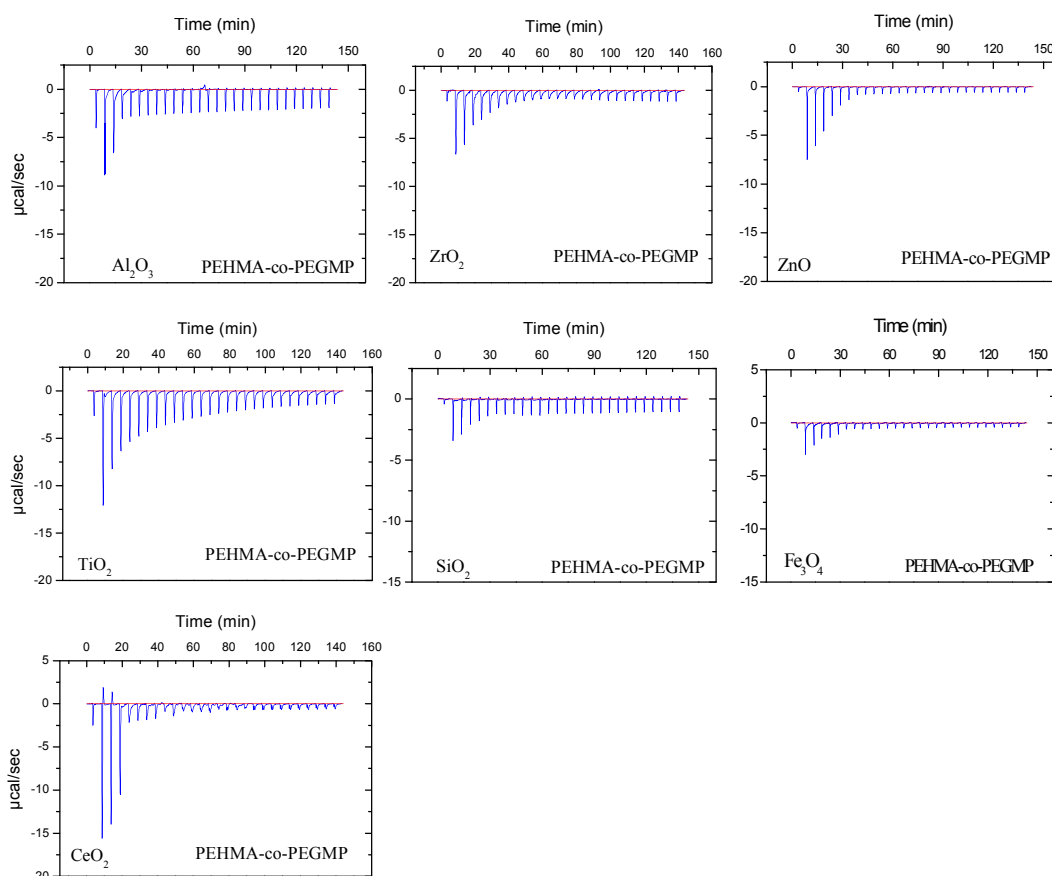 Time (min)
0 30 60 90 120 150
0
-5
-10
-15
-20
µcal/sec
Al₂O₃ PEHMA-co-PEGMP
Time (min)
0 20 40 60 80 100 120 140 160
5
0
-5
-10
-15
-20
ZrO₂ PEHMA-co-PEGMP
Time (min)
0 30 60 90 120 150
5
0
-5
-10
-15
-20
ZnO PEHMA-co-PEGMP
Time (min)
0 20 40 60 80 100 120 140 160
0
-5
-10
-15
-20
µcal/sec
TiO₂ PEHMA-co-PEGMP
Time (min)
0 30 60 90 120 150
0
-5
-10
-15
SiO₂ PEHMA-co-PEGMP
Time (min)
0 30 60 90 120 150
5
0
-5
-10
-15
Fe₃O₄ PEHMA-co-PEGMP
Time (min)
0 20 40 60 80 100 120 140 160
5
0
-5
-10
-15
20
µcal/sec
CeO₂ PEHMA-co-PEGMP